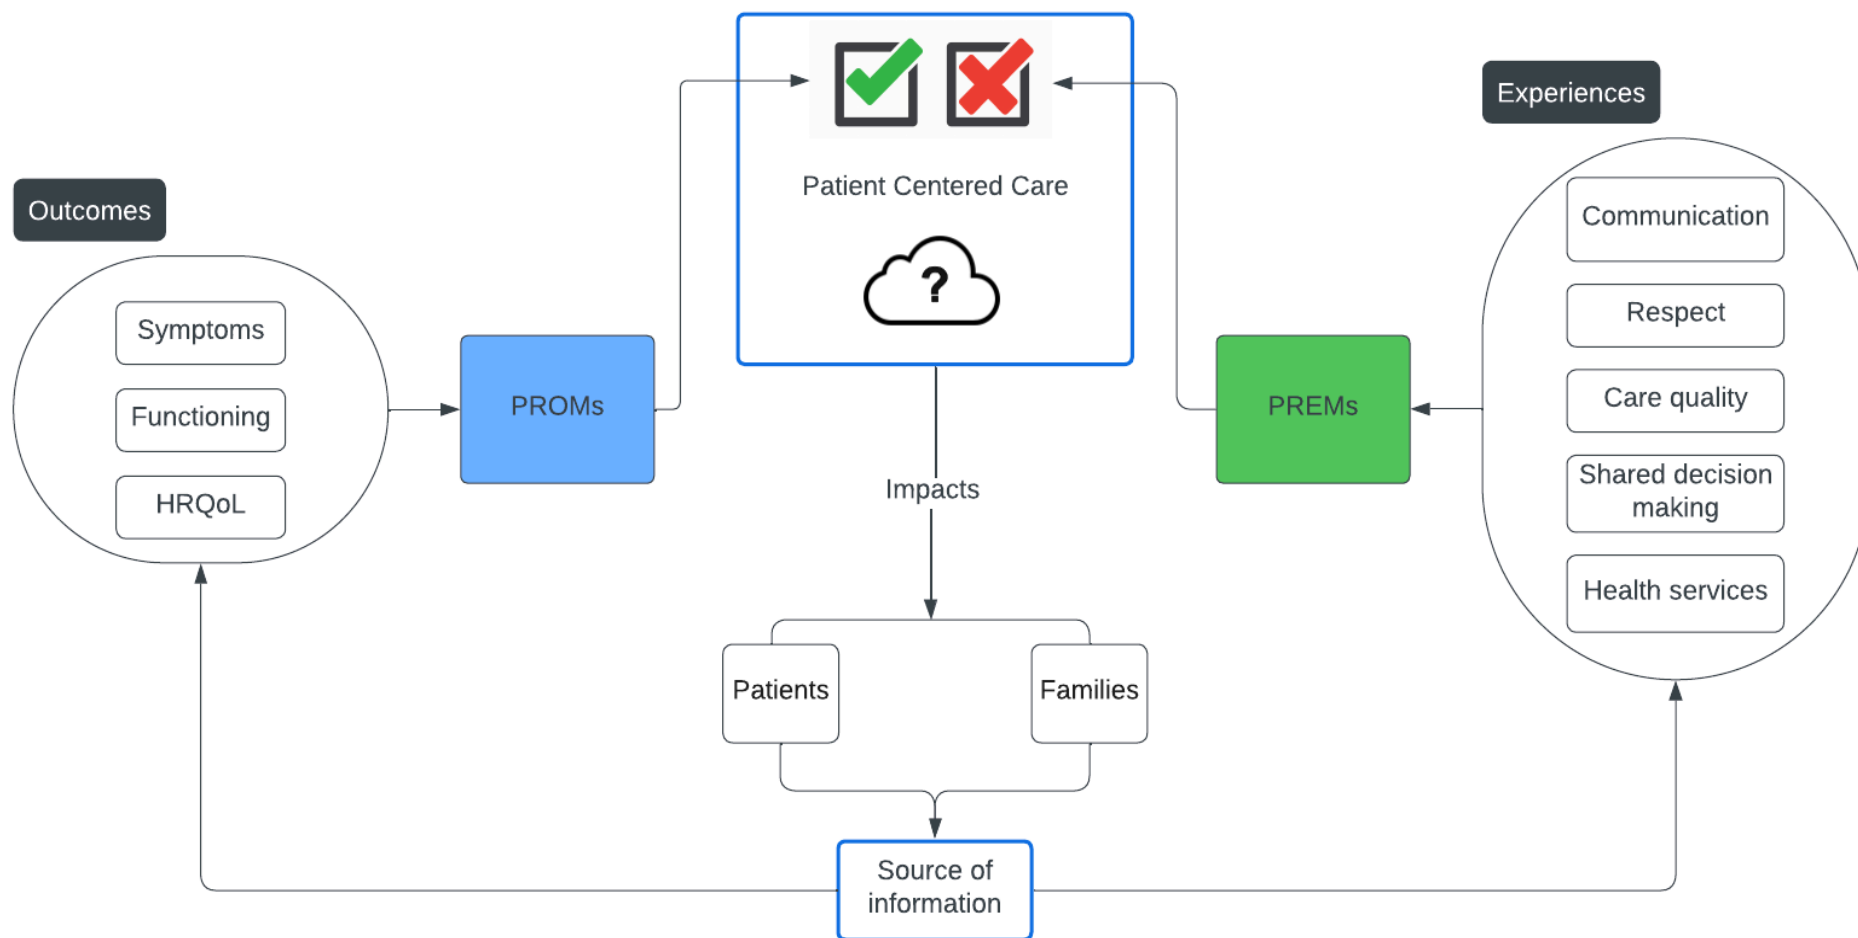 Experiences
Patient Centered Care
?
Outcomes
Communication
Symptoms
Respect
Functioning
PROMs
PREMs
Care quality
HRQoL
Impacts
Shared decision
making
Health services
Patients
Families
Source of
information